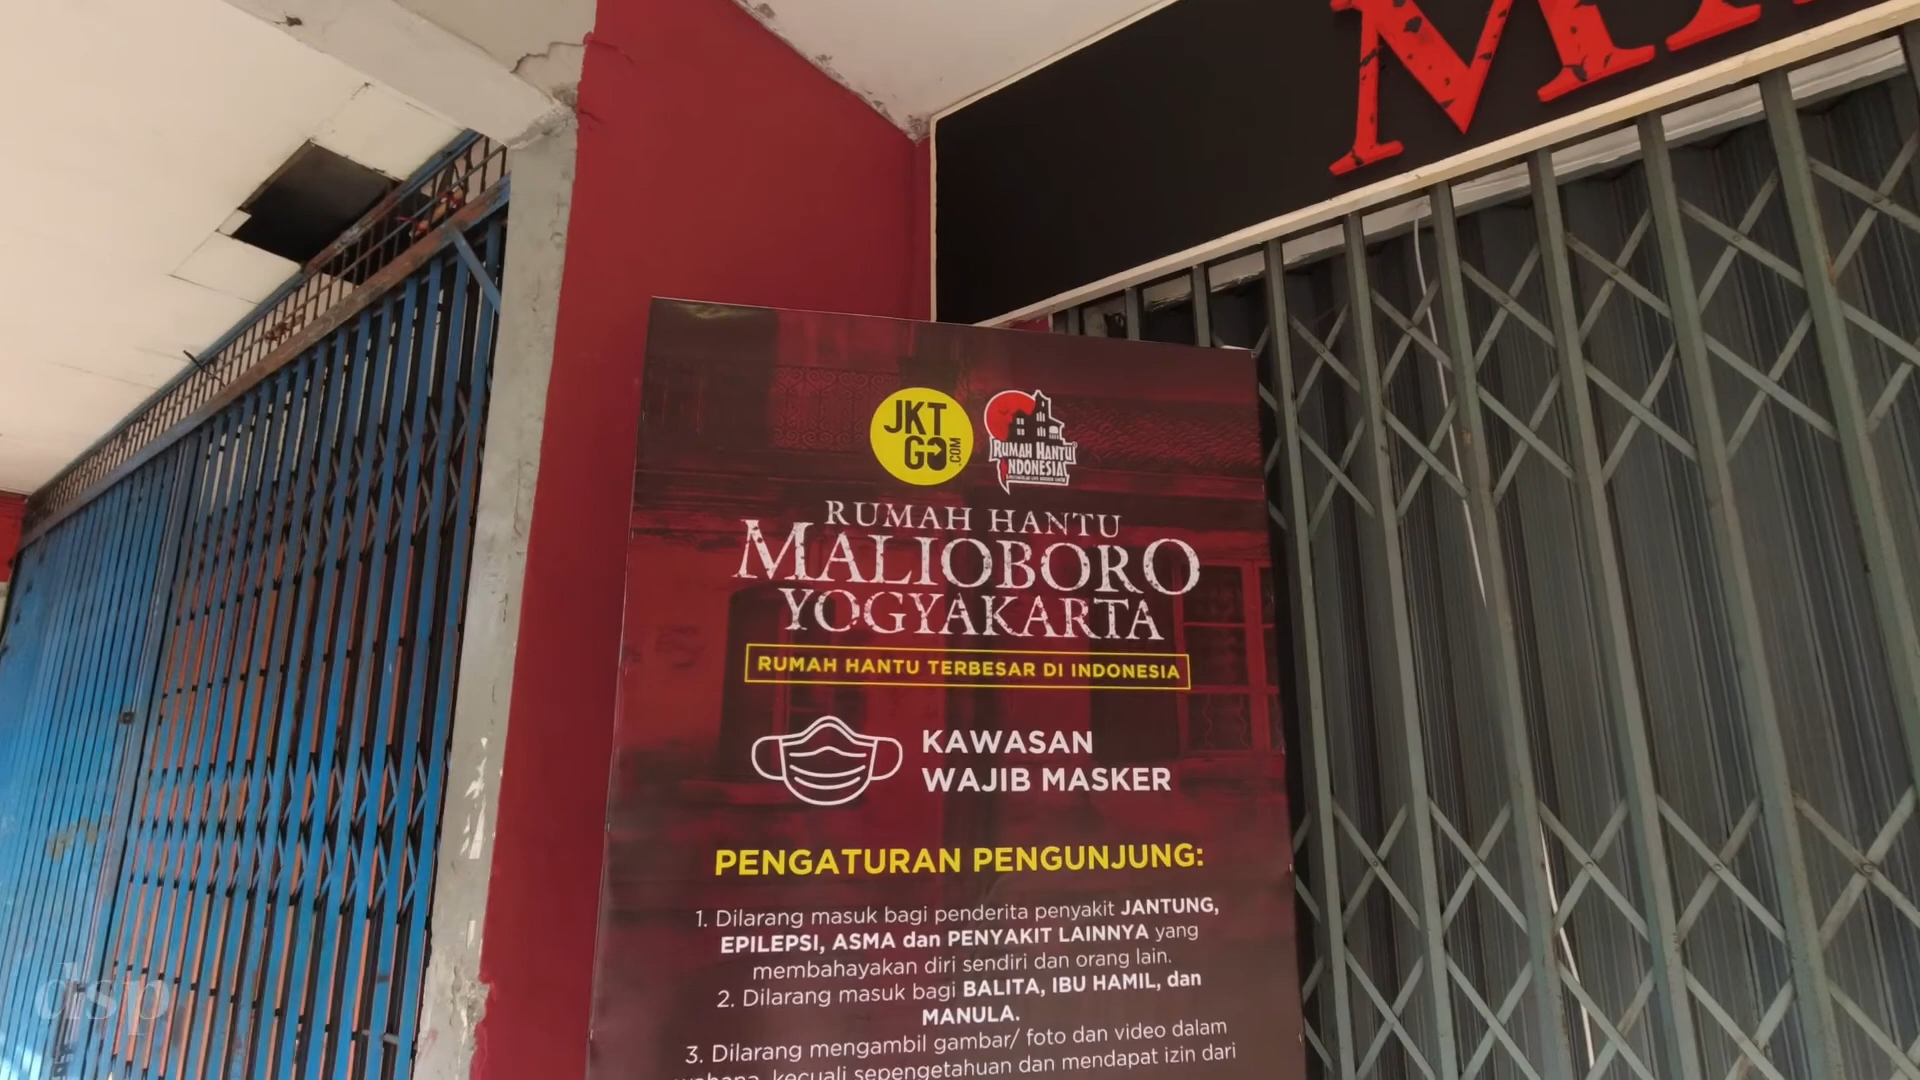 MA
JKT
GO
.COM
RUMAH HANTU
INDONESIA
RUMAH HANTU
MALIOBORO
YOGYAKARTA
RUMAH HANTU TERBESAR DI INDONESIA
KAWASAN
WAJIB MASKER
PENGATURAN PENGUNJUNG:
1. Dilarang masuk bagi penderita penyakit JANTUNG,
EPILEPSI, ASMA dan PENYAKIT LAINNYA yang
membahayakan diri sendiri dan orang lain.
2. Dilarang masuk bagi BALITA, IBU HAMIL, dan
MANULA.
3. Dilarang mengambil gambar/ foto dan video dalam
kecuali sepengetahuan dan mendapat izin dari
dsp